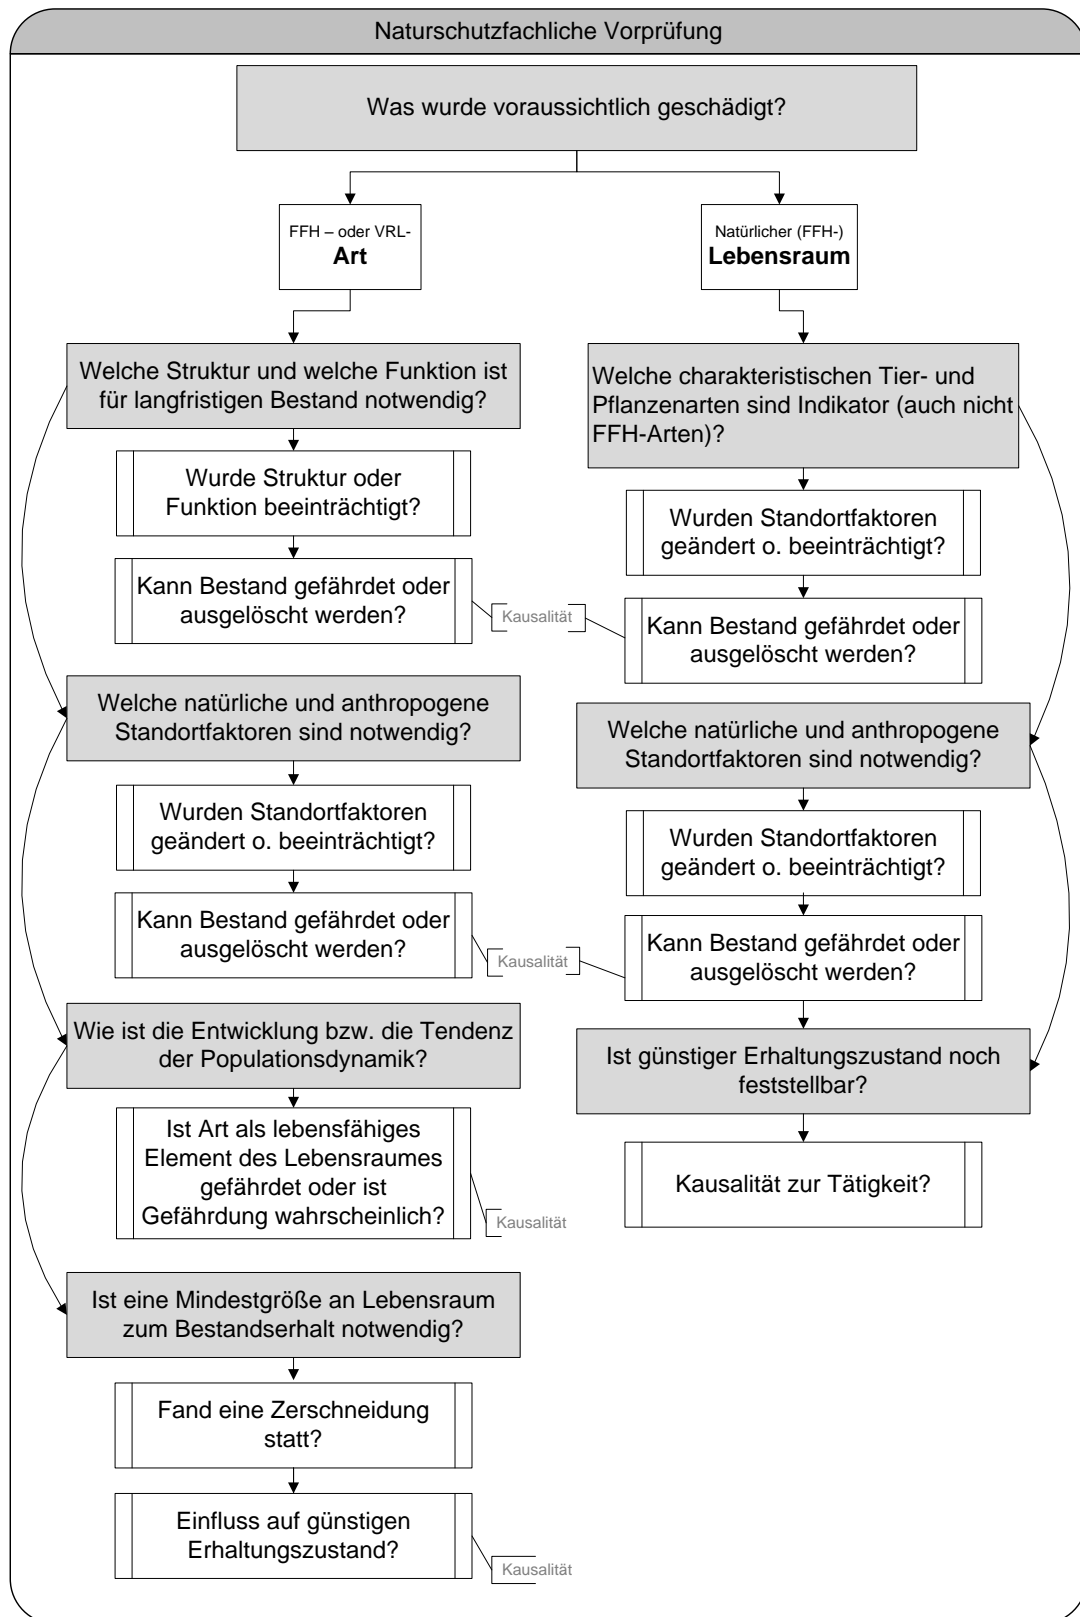 Naturschutzfachliche Vorprüfung
Was wurde voraussichtlich geschädigt?
FFH – oder VRL-
Art
Welche Struktur und welche Funktion ist
für langfristigen Bestand notwendig?
Wurde Struktur oder
Funktion beeinträchtigt?
Kann Bestand gefährdet oder
ausgelöscht werden?
Kausalität
Welche natürliche und anthropogene
Standortfaktoren sind notwendig?
Wurden Standortfaktoren
geändert o. beeinträchtigt?
Kann Bestand gefährdet oder
ausgelöscht werden?
Kausalität
Wie ist die Entwicklung bzw. die Tendenz
der Populationsdynamik?
Ist Art als lebensfähiges
Element des Lebensraumes
gefährdet oder ist
Gefährdung wahrscheinlich?
Kausalität
Ist eine Mindestgröße an Lebensraum
zum Bestandserhalt notwendig?
Fand eine Zerschneidung
statt?
Einfluss auf günstigen
Erhaltungszustand?
Kausalität
Natürlicher (FFH-)
Lebensraum
Welche charakteristischen Tier- und
Pflanzenarten sind Indikator (auch nicht
FFH-Arten)?
Wurden Standortfaktoren
geändert o. beeinträchtigt?
Kann Bestand gefährdet oder
ausgelöscht werden?
Welche natürliche und anthropogene
Standortfaktoren sind notwendig?
Wurden Standortfaktoren
geändert o. beeinträchtigt?
Kann Bestand gefährdet oder
ausgelöscht werden?
Ist günstiger Erhaltungszustand noch
feststellbar?
Kausalität zur Tätigkeit?